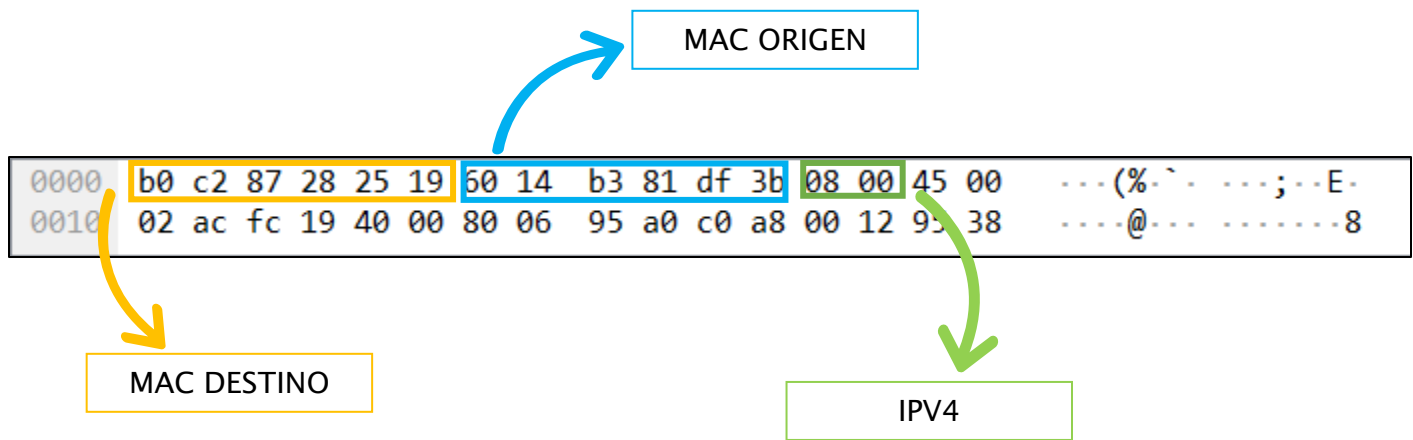 MAC ORIGEN
0000 b0 c2 87 28 25 19 60 14 b3 81 df 3b 08 00 45 00 ···(%·`· ···;··E·
0010 02 ac fc 19 40 00 80 06 95 a0 c0 a8 00 12 95 38 ····@··· ·······8
MAC DESTINO
IPV4